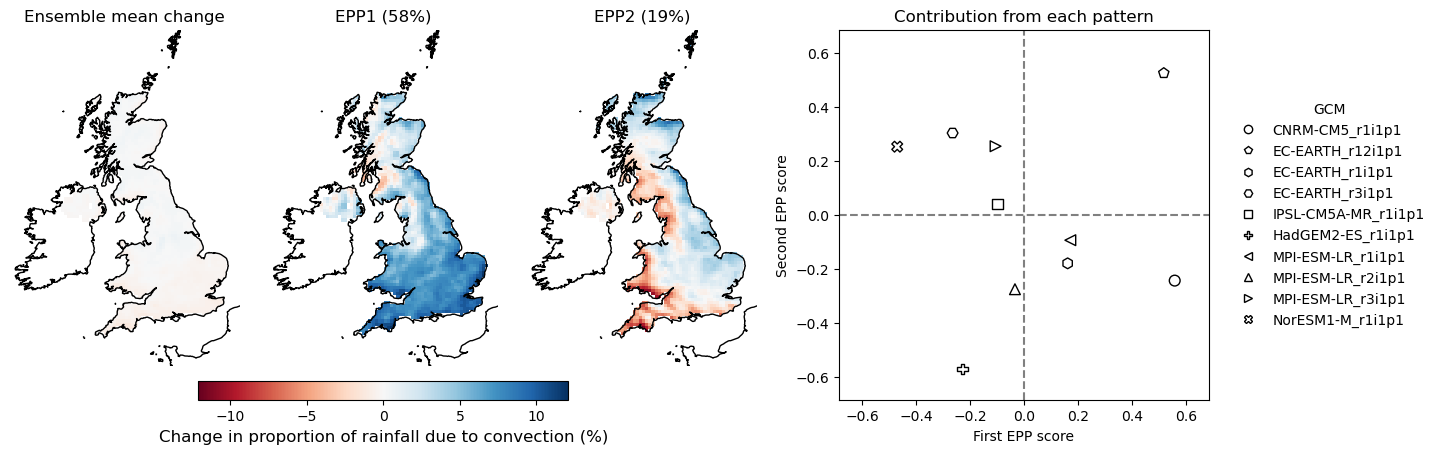 Ensemble mean change
EPP1 (58%)
EPP2 (19%)
−10
−5
0
5
10
Change in proportion of rainfall due to convection (%)
Contribution from each pattern
Second EPP score
0.6
0.4
0.2
0.0
−0.2
−0.4
−0.6
−0.6
−0.4
−0.2
0.0
0.2
0.4
0.6
First EPP score
GCM
CNRM-CM5_r1i1p1
EC-EARTH_r12i1p1
EC-EARTH_r1i1p1
EC-EARTH_r3i1p1
IPSL-CM5A-MR_r1i1p1
HadGEM2-ES_r1i1p1
MPI-ESM-LR_r1i1p1
MPI-ESM-LR_r2i1p1
MPI-ESM-LR_r3i1p1
NorESM1-M_r1i1p1